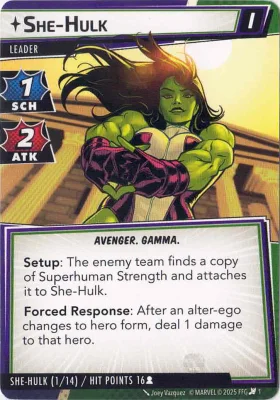 SHE-HULK
I
LEADER
1
SCH
2
ATK
AVENGER. GAMMA.
Setup: The enemy team finds a copy
of Superhuman Strength and attaches
it to She-Hulk.
Forced Response: After an alter-ego
changes to hero form, deal 1 damage
to that hero.
Joey Vazquez © MARVEL © 2025 FFG 1
SHE-HULK (1/14) / HIT POINTS 16